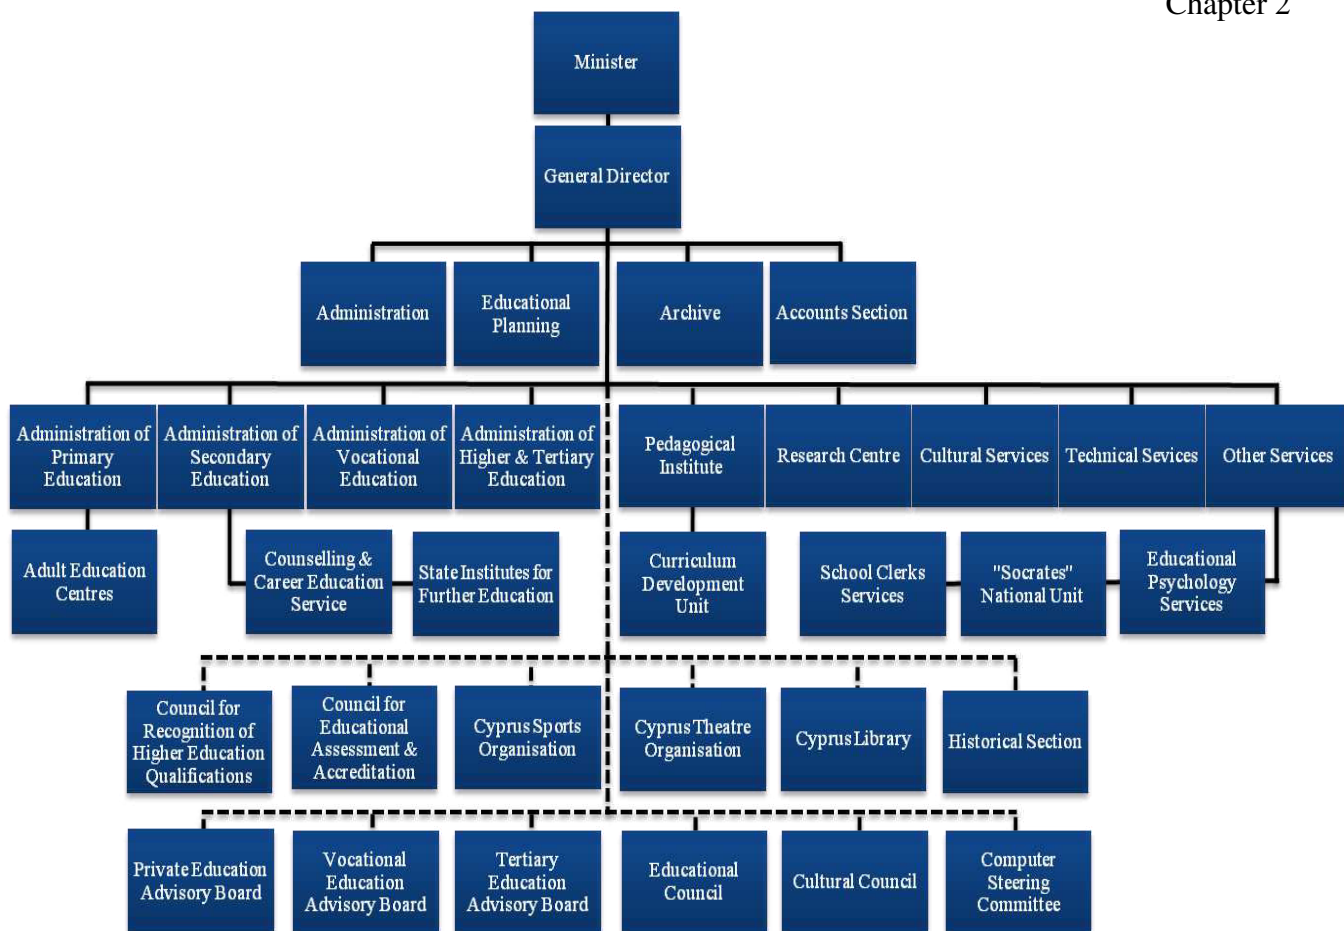 Chapter 2
Minister
General Director
Administration
Educational
Planning
Archive
Accounts Section
Administration of
Primary
Education
Administration of
Secondary
Education
Administration of
Vocational
Education
Administration of
Higher & Tertiary
Education
Pedagogical
Institute
Research Centre
Cultural Services
Technical Sevices
Other Services
Adult Education
Centres
Counselling &
Career Education
Service
State Institutes for
Further Education
Curriculum
Development
Unit
School Clerks
Services
"Socrates"
National Unit
Educational
Psychology
Services
Council for
Recognition of
Higher Education
Qualifications
Council for
Educational
Assessment &
Accreditation
Cyprus Sports
Organisation
Cyprus Theatre
Organisation
Cyprus Library
Historical Section
Private Education
Advisory Board
Vocational
Education
Advisory Board
Tertiary
Education
Advisory Board
Educational
Council
Cultural Council
Computer
Steering
Committee